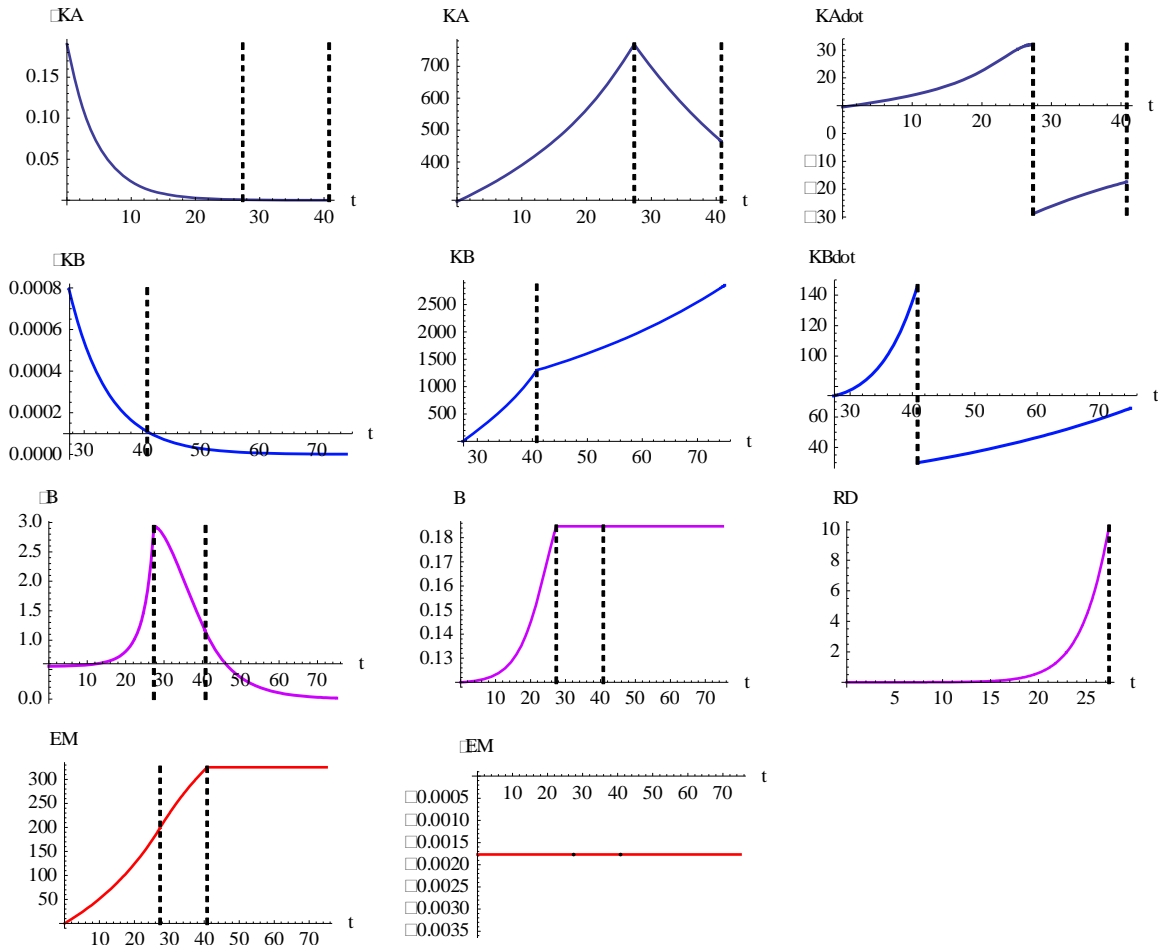 □KA
0.15
0.10
0.05
10 20 30 40 t
KA
700
600
500
400
10 20 30 40 t
KAdot
30
20
10 20 30 40 t
0
□10
□20
□30
□KB
0.0008
0.0006
0.0004
0.0002
0.0000
30 40 50 60 70 t
KB
2500
2000
1500
1000
500
30 40 50 60 70 t
KBdot
140
120
100
60
40
30 40 50 60 70 t
□B
3.0
2.5
2.0
1.5
1.0
0.0
10 20 30 40 50 60 70 t
B
0.18
0.17
0.16
0.15
0.14
0.13
10 20 30 40 50 60 70 t
RD
10
8
6
4
2
5 10 15 20 25 t
EM
300
250
200
150
100
50
10 20 30 40 50 60 70 t
□EM
10 20 30 40 50 60 70 t
□0.0005
□0.0010
□0.0015
□0.0020
□0.0025
□0.0030
□0.0035